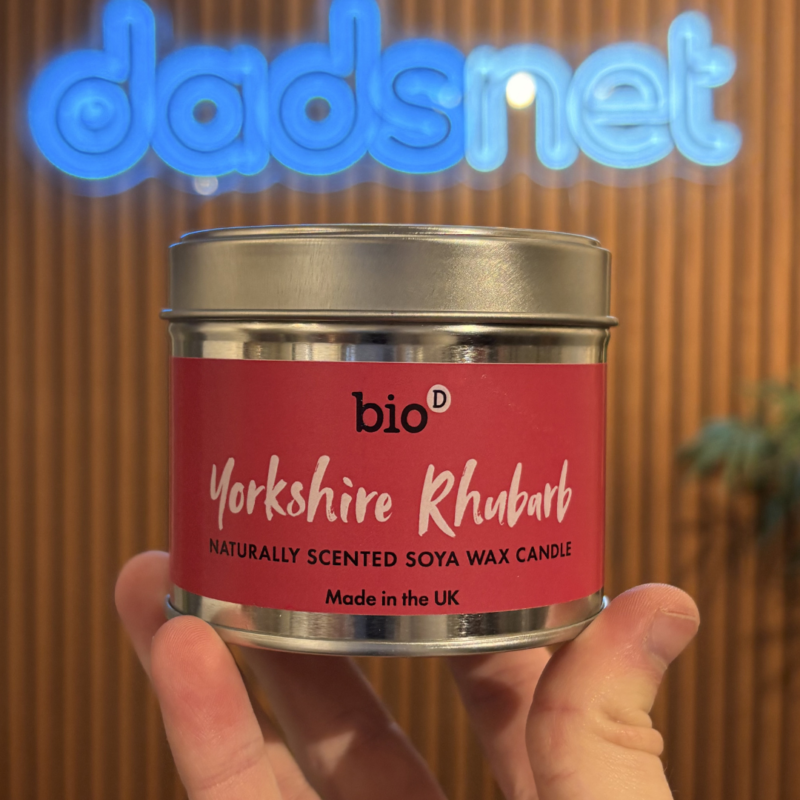 dadsnet
bio D
Yorkshire Rhubarb
NATURALLY SCENTED SOYA WAX CANDLE
Made in the UK